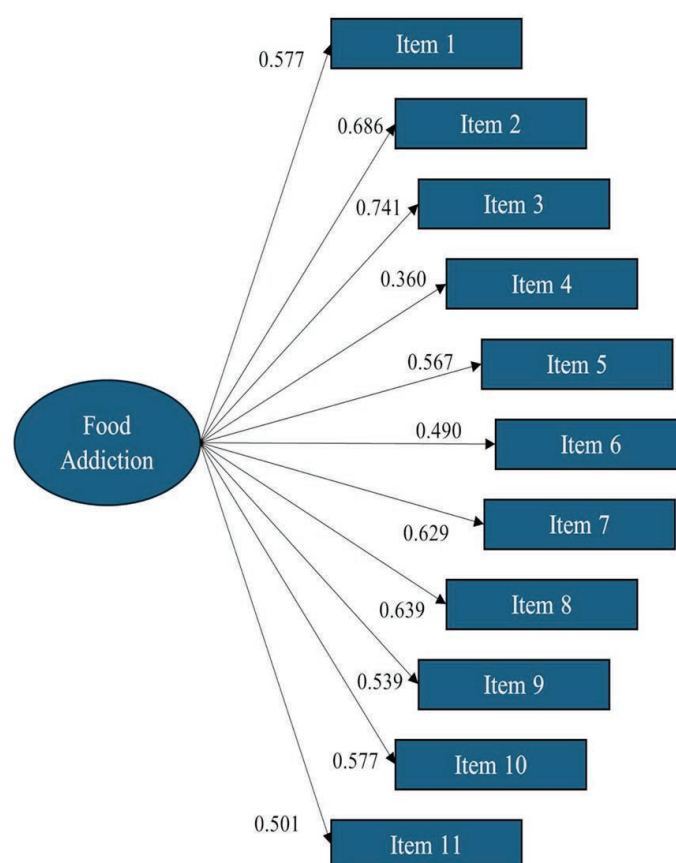 Item 1
0.577
Item 2
0.686
Item 3
0.741
Item 4
0.360
Item 5
0.567
Food
Addiction
0.490
Item 6
Item 7
0.629
Item 8
0.639
Item 9
0.539
Item 10
0.577
0.501
Item 11